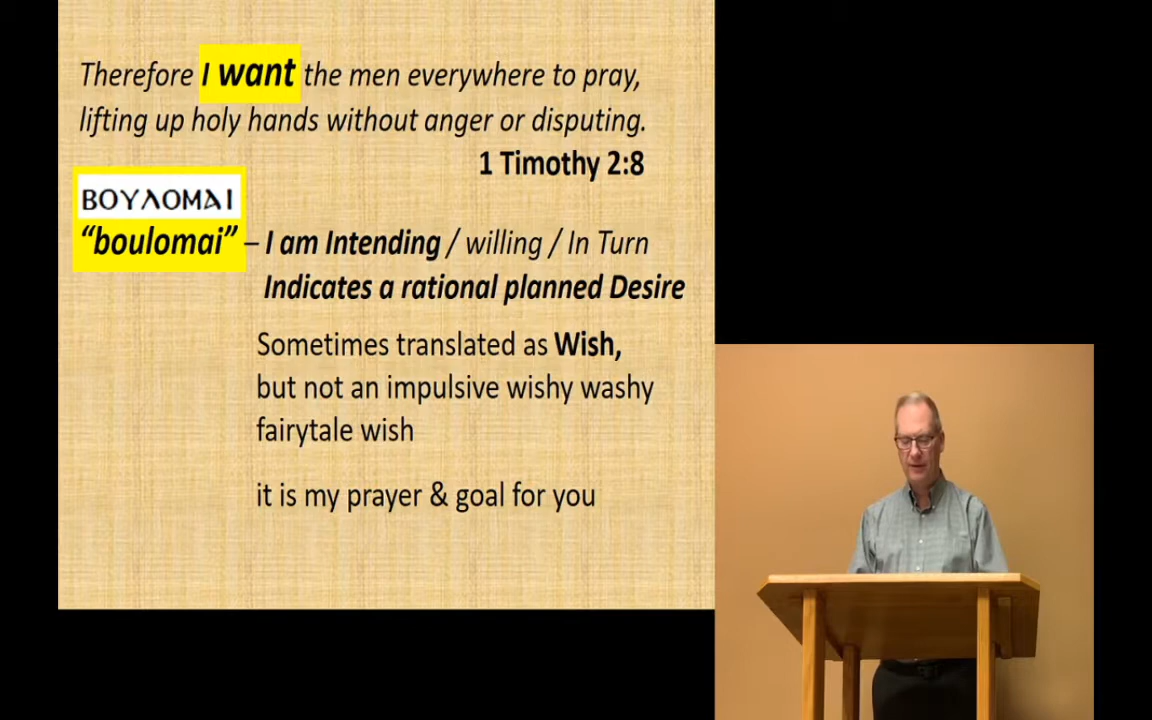 Therefore I want the men everywhere to pray,
lifting up holy hands without anger or disputing.
1 Timothy 2:8
ΒΟΥΛΟΜΑΙ
“boulomai” – I am Intending / willing / In Turn
Indicates a rational planned Desire
Sometimes translated as Wish,
but not an impulsive wishy washy
fairytale wish
it is my prayer & goal for you